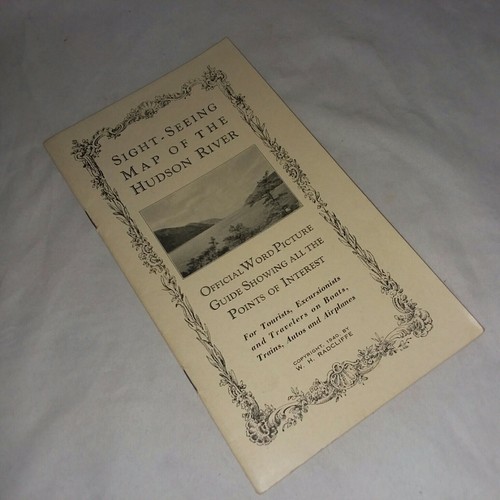 SIGHT-SEEING
MAP OF THE
HUDSON RIVER
OFFICIAL WORD PICTURE
GUIDE SHOWING ALL THE
POINTS OF INTEREST
For Tourists, Excursionists
and Travelers on Boats,
Trains, Autos and Airplanes
COPYRIGHT, 1940, BY
W. H. RADCLIFFE